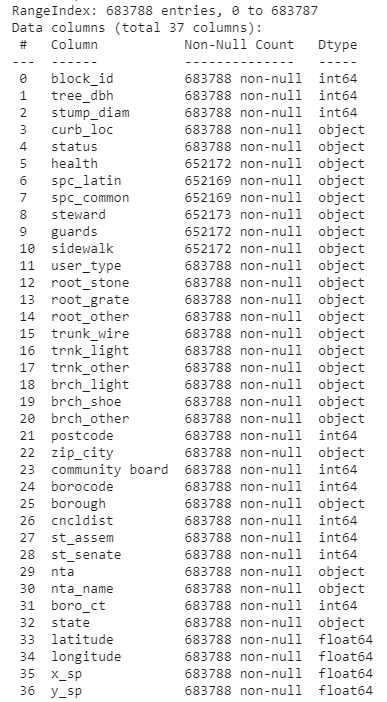 RangeIndex: 683788 entries, 0 to 683787
Data columns (total 37 columns):
 #   Column           Non-Null Count   Dtype
---  ------           --------------   -----
 0   block_id         683788 non-null  int64
 1   tree_dbh         683788 non-null  int64
 2   stump_diam       683788 non-null  int64
 3   curb_loc         683788 non-null  object
 4   status           683788 non-null  object
 5   health           652172 non-null  object
 6   spc_latin        652169 non-null  object
 7   spc_common       652169 non-null  object
 8   steward          652173 non-null  object
 9   guards           652172 non-null  object
 10  sidewalk         652172 non-null  object
 11  user_type        683788 non-null  object
 12  root_stone       683788 non-null  object
 13  root_grate       683788 non-null  object
 14  root_other       683788 non-null  object
 15  trunk_wire       683788 non-null  object
 16  trnk_light       683788 non-null  object
 17  trnk_other       683788 non-null  object
 18  brch_light       683788 non-null  object
 19  brch_shoe        683788 non-null  object
 20  brch_other       683788 non-null  object
 21  postcode         683788 non-null  int64
 22  zip_city         683788 non-null  object
 23  community board  683788 non-null  int64
 24  borocode         683788 non-null  int64
 25  borough          683788 non-null  object
 26  cncldist         683788 non-null  int64
 27  st_assem         683788 non-null  int64
 28  st_senate        683788 non-null  int64
 29  nta              683788 non-null  object
 30  nta_name         683788 non-null  object
 31  boro_ct          683788 non-null  int64
 32  state            683788 non-null  object
 33  latitude         683788 non-null  float64
 34  longitude        683788 non-null  float64
 35  x_sp             683788 non-null  float64
 36  y_sp             683788 non-null  float64